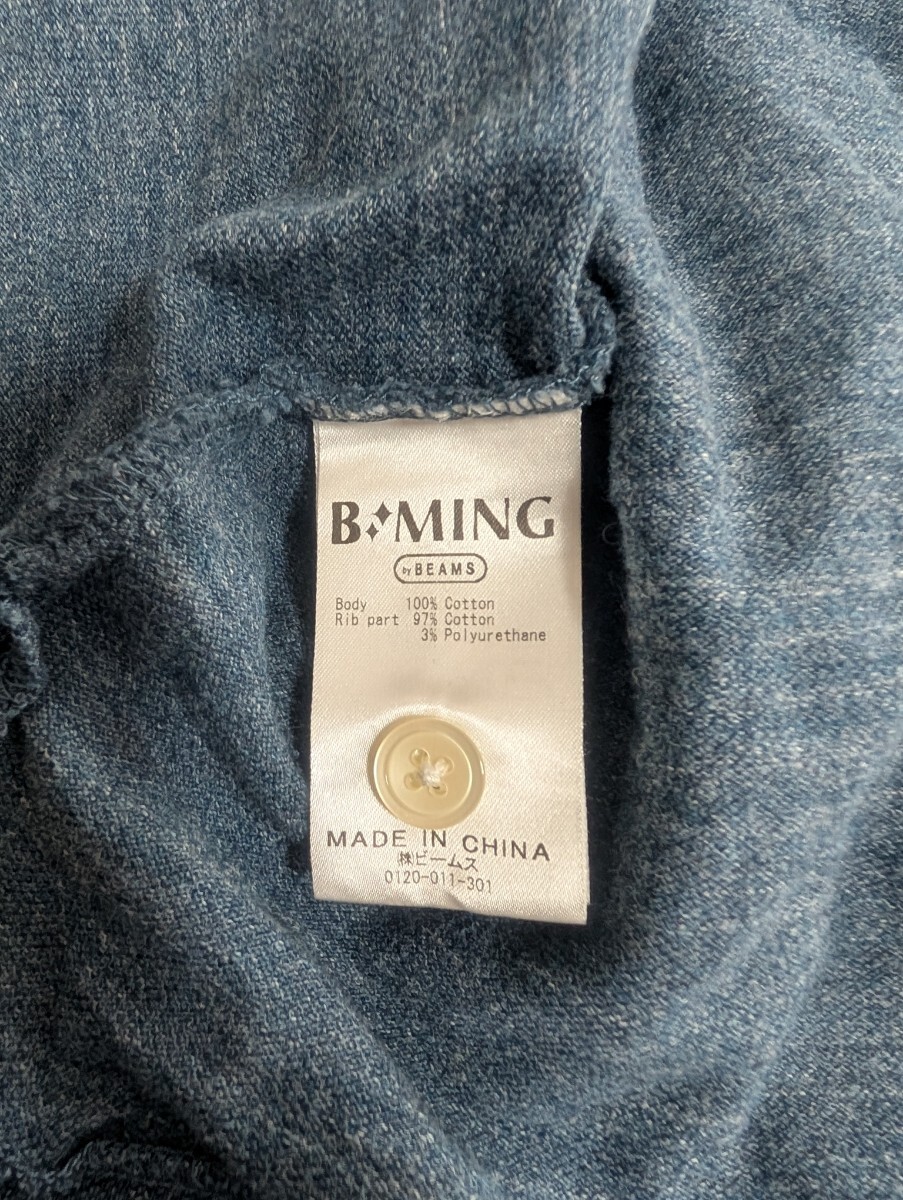 B:MING
by BEAMS
Body 100% Cotton
Rib part 97% Cotton
3% Polyurethane
MADE IN CHINA
㈱ビームス
0120-011-301